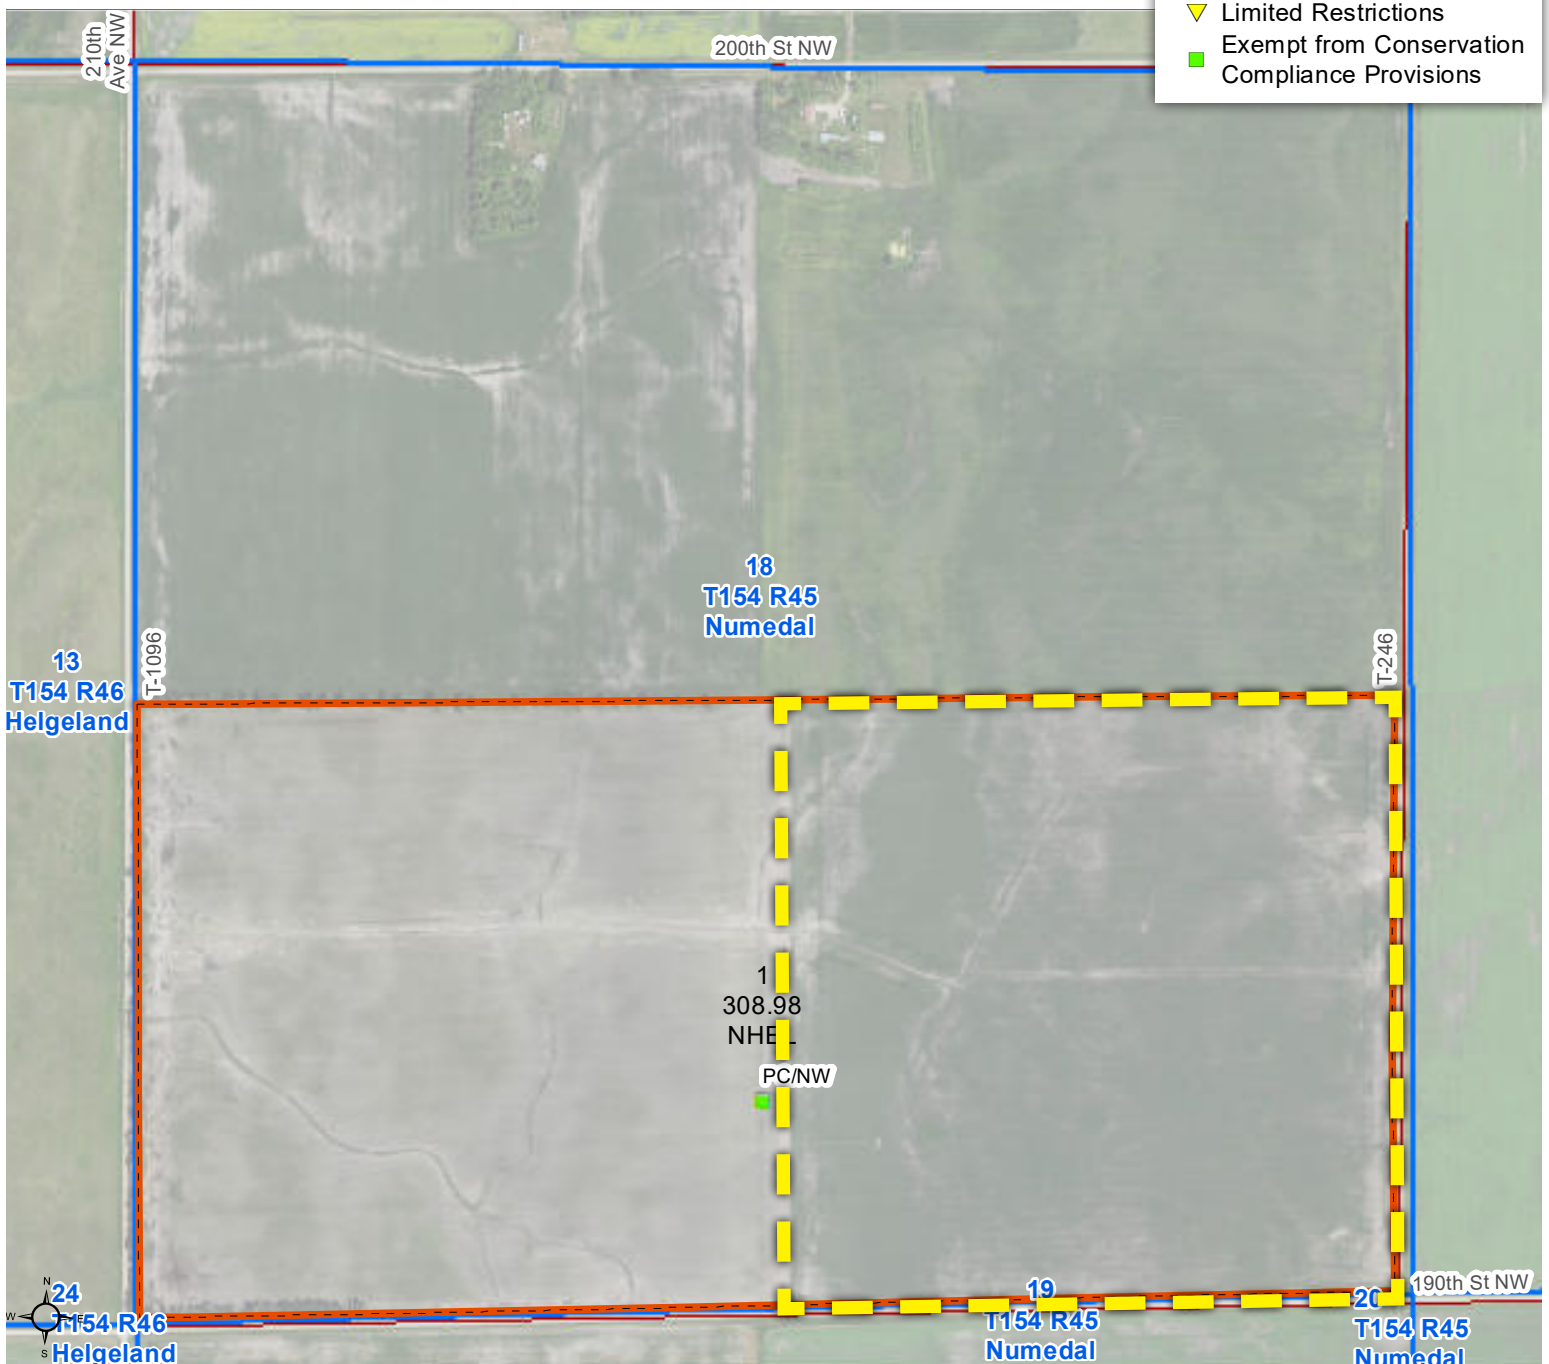 Limited Restrictions
Exempt from Conservation
Compliance Provisions
210th
Ave NW
200th St NW
18
T154 R45
Numedal
13
T154 R46
Helgeland
T-1096
T-246
1
308.98
NHEL
PC/NW
N
W
E
S
24
T154 R46
Helgeland
19
T154 R45
Numedal
190th St NW
20
T154 R45
Numedal